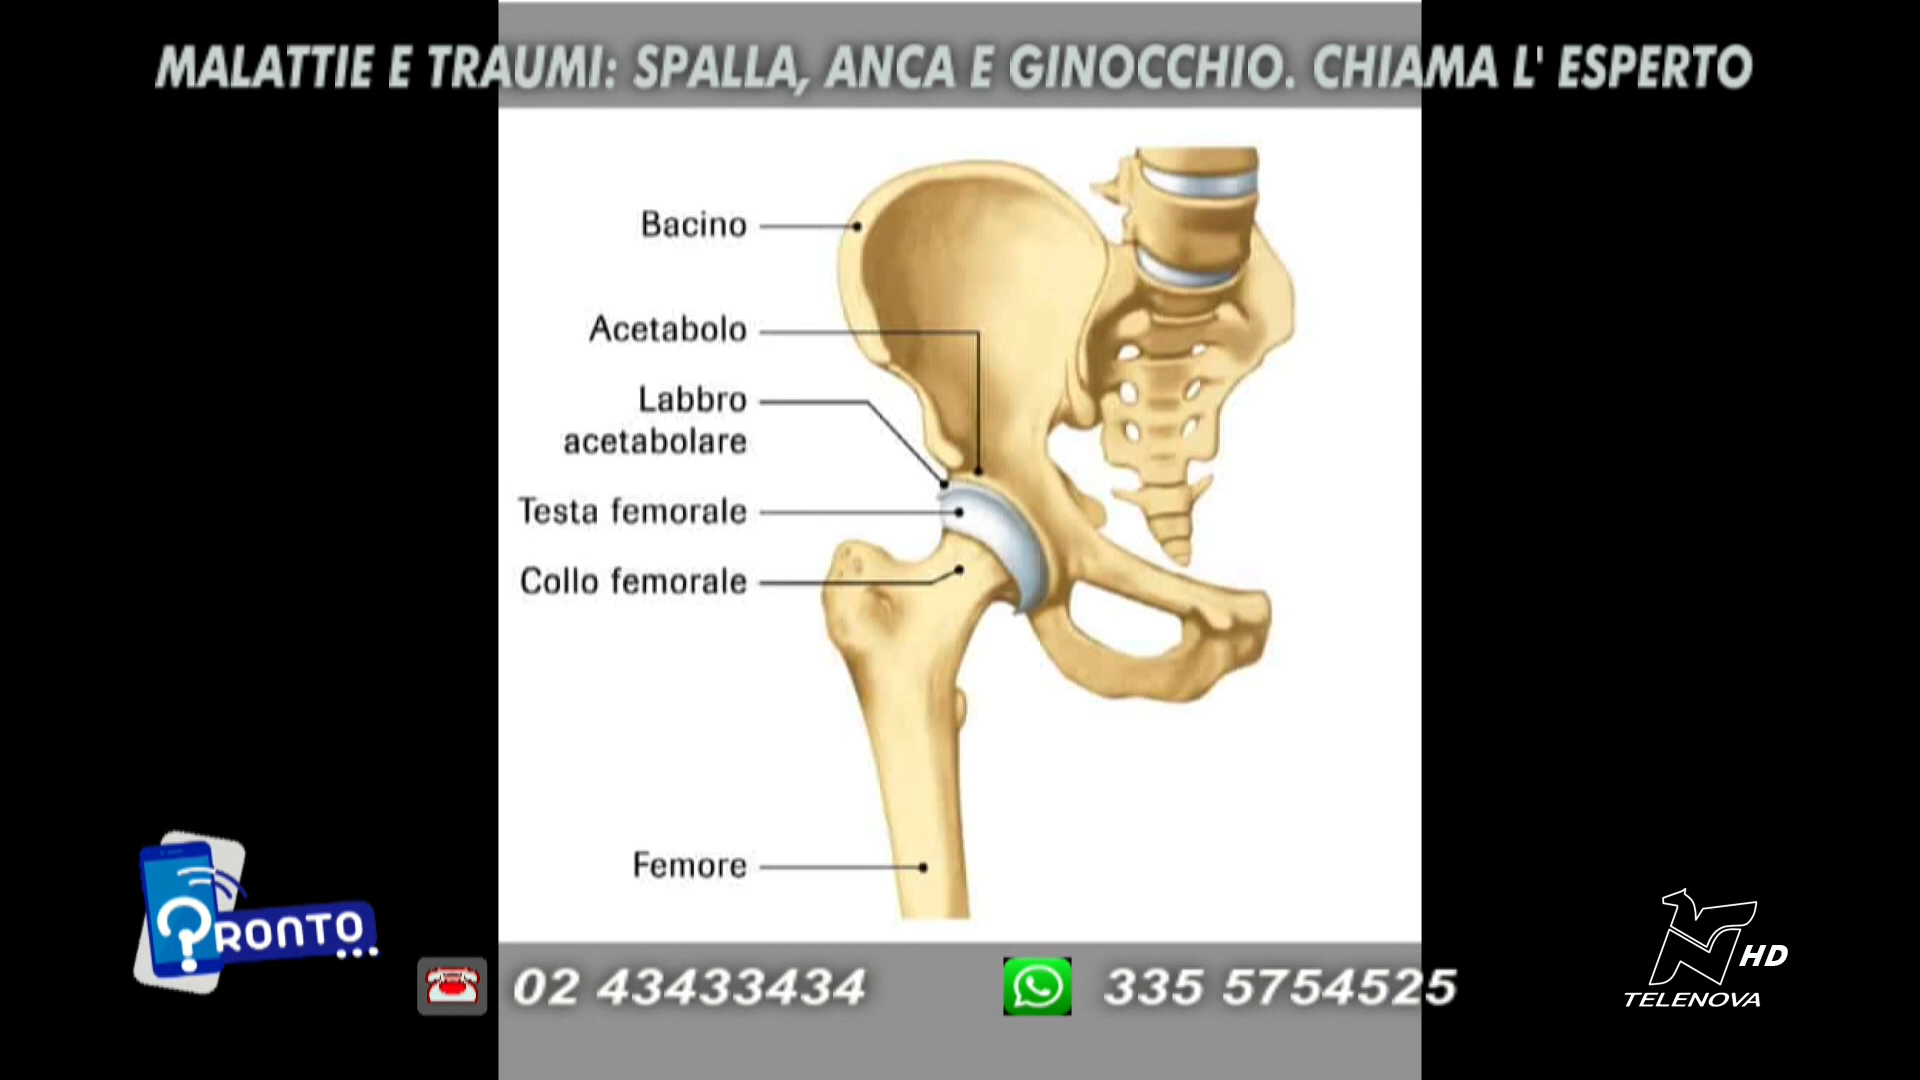 MALATTIE E TRAUMI: SPALLA, ANCA E GINOCCHIO. CHIAMA L' ESPERTO
Bacino
Acetabolo
Labbro
acetabolare
Testa femorale
Collo femorale
Femore
PRONTO...
02 43433434
335 5754525
HD
TELENOVA